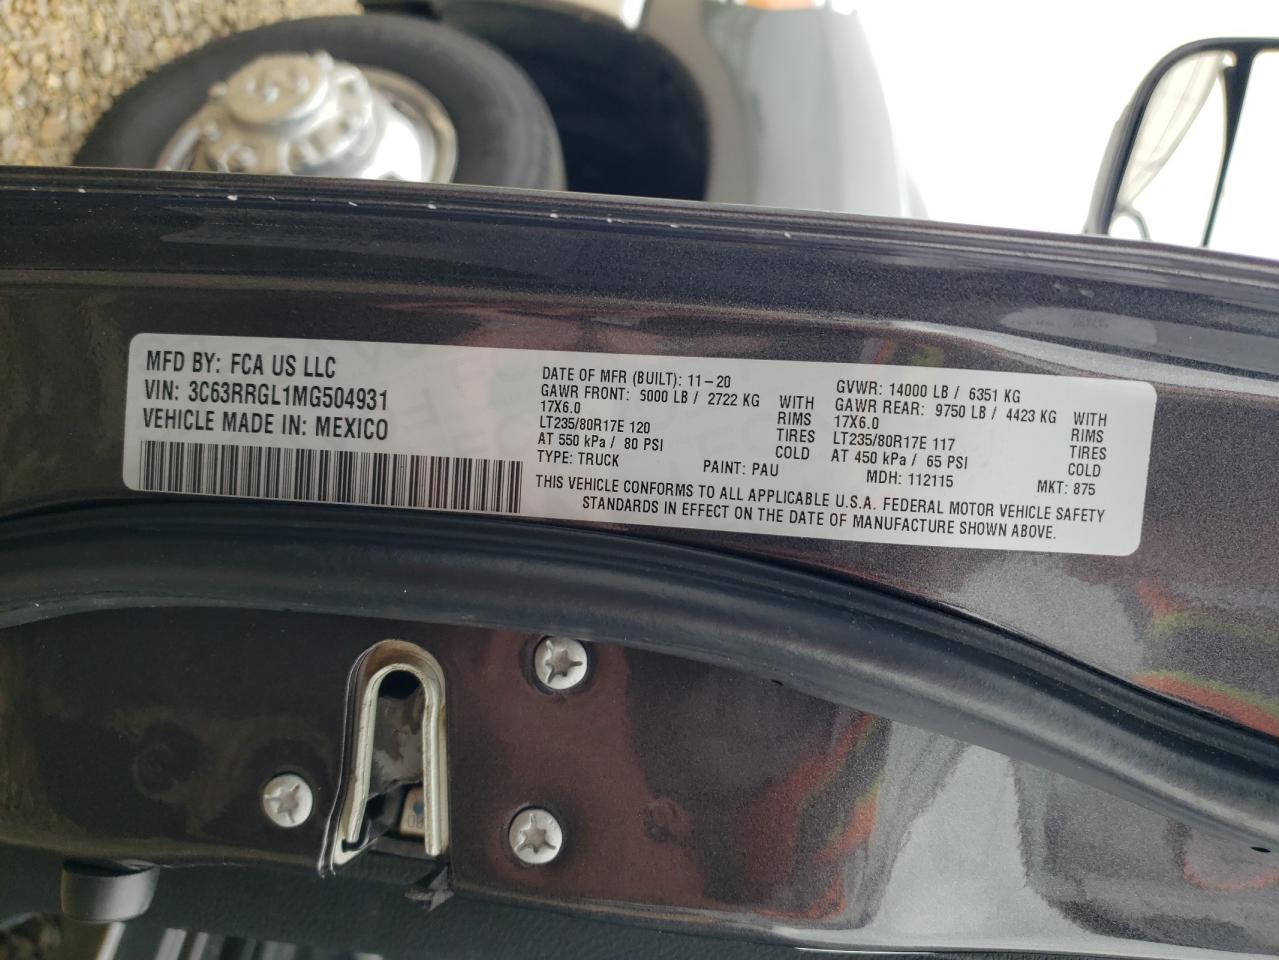 MFD BY: FCA US LLC
VIN: 3C63RRGL1MG504931
VEHICLE MADE IN: MEXICO
DATE OF MFR (BUILT): 11-20
GAWR FRONT: 5000 LB / 2722 KG WITH
17X6.0 RIMS
LT235/80R17E 120 TIRES
AT 550 kPa / 80 PSI COLD
TYPE: TRUCK PAINT: PAU
GVWR: 14000 LB / 6351 KG
GAWR REAR: 9750 LB / 4423 KG WITH
17X6.0 RIMS
LT235/80R17E 117 TIRES
AT 450 kPa / 65 PSI COLD
MDH: 112115 MKT: 875
THIS VEHICLE CONFORMS TO ALL APPLICABLE U.S.A. FEDERAL MOTOR VEHICLE SAFETY
STANDARDS IN EFFECT ON THE DATE OF MANUFACTURE SHOWN ABOVE.